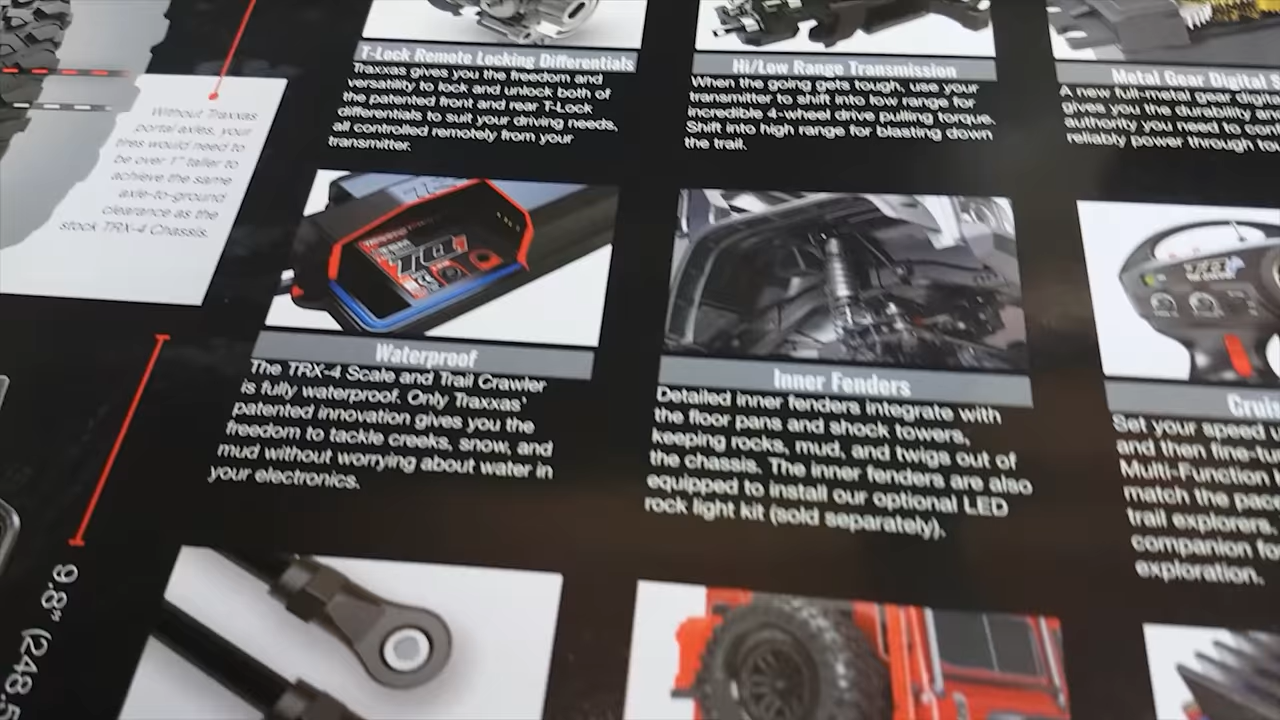 T-Lock Remote Locking Differentials
Traxxas gives you the freedom and
versatility to lock and unlock both of
the patented front and rear T-Lock
differentials to suit your driving needs,
all controlled remotely from your
transmitter.
Hi/Low Range Transmission
When the going gets tough, use your
transmitter to shift into low range for
incredible 4-wheel drive pulling torque.
Shift into high range for blasting down
the trail.
Metal Gear Digital S
A new full-metal gear digita
gives you the durability and
authority you need to cont
reliably power through tou
Without Traxxas
portal axles, your
tires would need to
be over 1" taller to
achieve the same
axle-to-ground
clearance as the
stock TRX-4 Chassis.
Waterproof
The TRX-4 Scale and Trail Crawler
is fully waterproof. Only Traxxas'
patented innovation gives you the
freedom to tackle creeks, snow, and
mud without worrying about water in
your electronics.
Inner Fenders
Detailed inner fenders integrate with
the floor pans and shock towers,
keeping rocks, mud, and twigs out of
the chassis. The inner fenders are also
equipped to install our optional LED
rock light kit (sold separately).
Cruis
Set your speed u
and then fine-tun
Multi-Function
match the pace
trail explorers.
companion fo
exploration.
9.8" (248.5